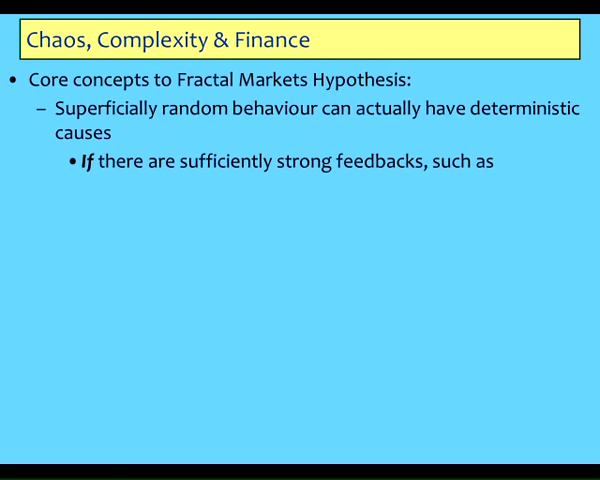 Chaos, Complexity & Finance
• Core concepts to Fractal Markets Hypothesis:
– Superficially random behaviour can actually have deterministic
causes
• If there are sufficiently strong feedbacks, such as